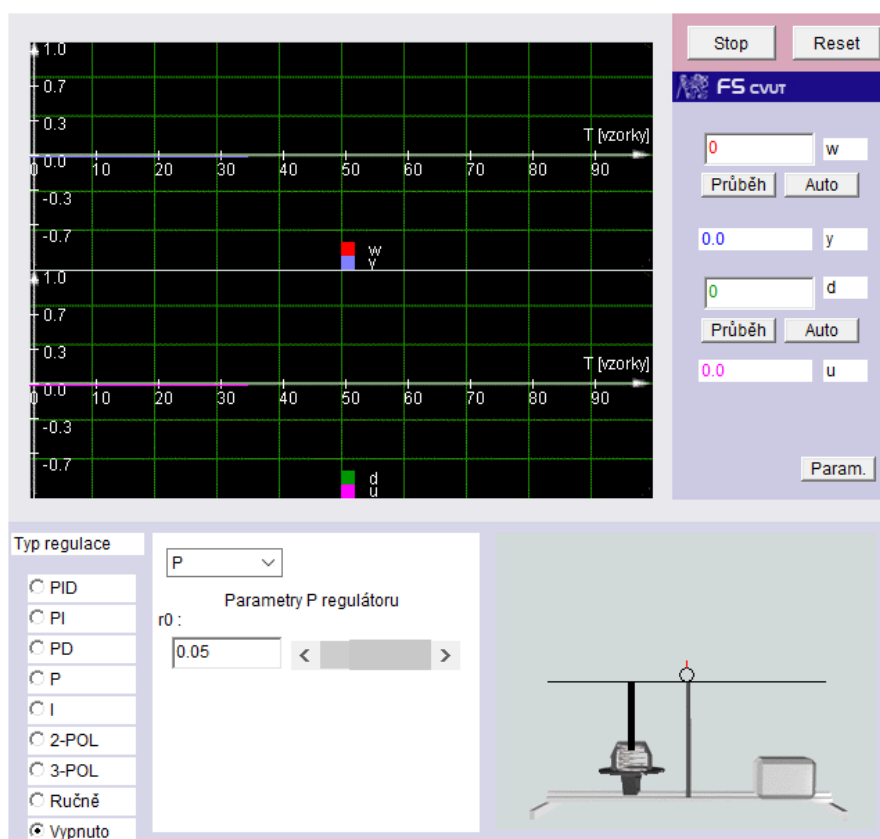 Stop Reset
FS CVUT
1.0
0.7
0.3
T [vzorky]
0.0
0 10 20 30 40 50 60 70 80 90
-0.3
-0.7
w
y
1.0
0.7
0.3
T [vzorky]
0.0
0 10 20 30 40 50 60 70 80 90
-0.3
-0.7
d
u
0 w
Průběh Auto
0.0 y
0 d
Průběh Auto
0.0 u
Param.
Typ regulace
PID
PI
PD
P
I
2-POL
3-POL
Ručně
Vypnuto
P
Parametry P regulátoru
r0 :
0.05